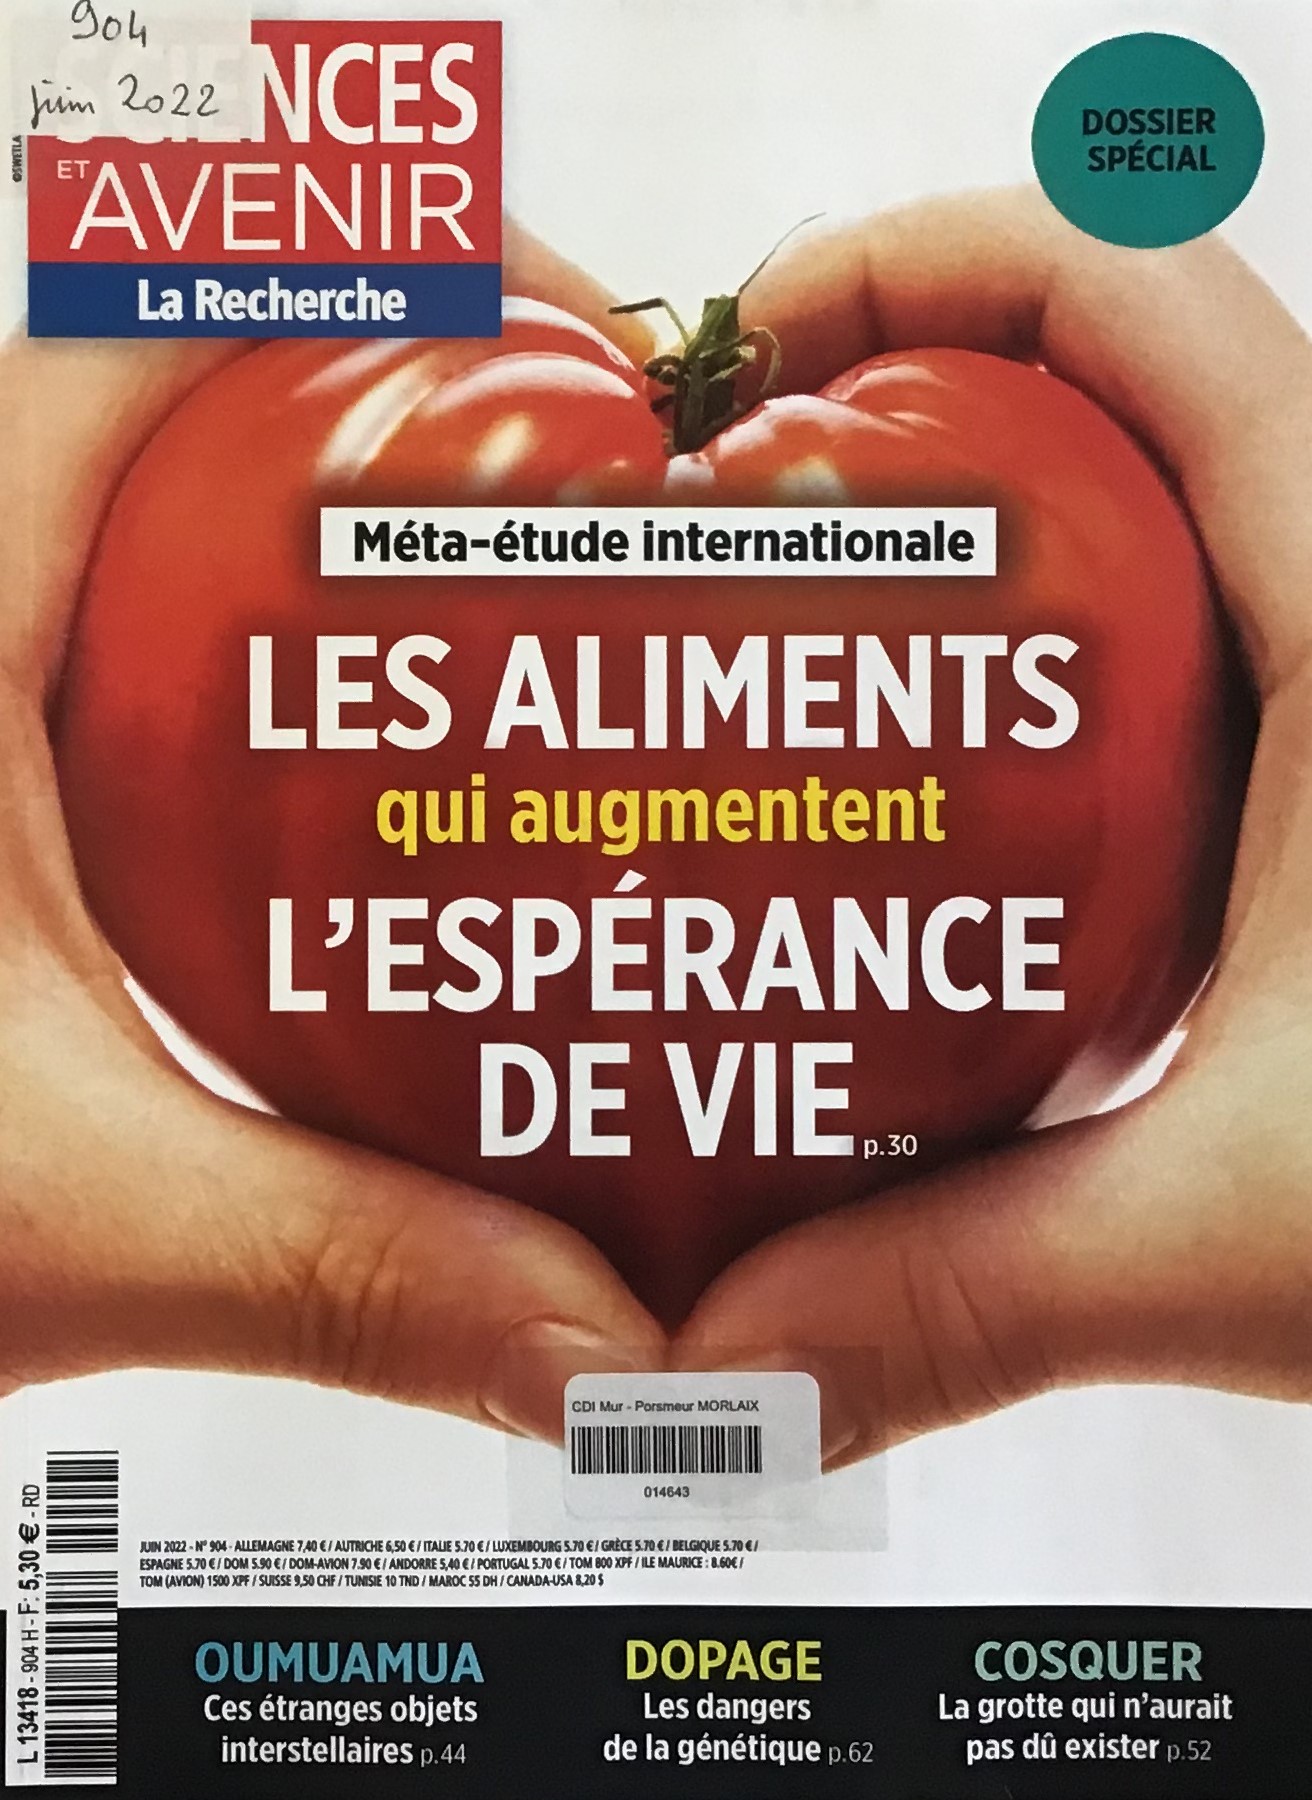 904
juin 2022
SCIENCES
ET AVENIR
La Recherche
DOSSIER
SPÉCIAL
Méta-étude internationale
LES ALIMENTS
qui augmentent
L'ESPÉRANCE
DE VIE p.30
CDI Mur - Porsmeur MORLAIX
014643
JUIN 2022 - N° 904 - ALLEMAGNE 7,40 € / AUTRICHE 6,50 € / ITALIE 5.70 € / LUXEMBOURG 5.70 € / GRÈCE 5.70 € / BELGIQUE 5.70 € /
ESPAGNE 5.70 € / DOM 5.90 € / DOM-AVION 7.90 € / ANDORRE 5,40 € / PORTUGAL 5.70 € / TOM 800 XPF / ILE MAURICE : 8.60€ /
TOM (AVION) 1500 XPF / SUISSE 9,50 CHF / TUNISIE 10 TND / MAROC 55 DH / CANADA-USA 8,20 $
L 13418 - 904 H - F: 5,30 € - RD
OUMUAMUA
Ces étranges objets
interstellaires p.44
DOPAGE
Les dangers
de la génétique p.62
COSQUER
La grotte qui n'aurait
pas dû exister p.52